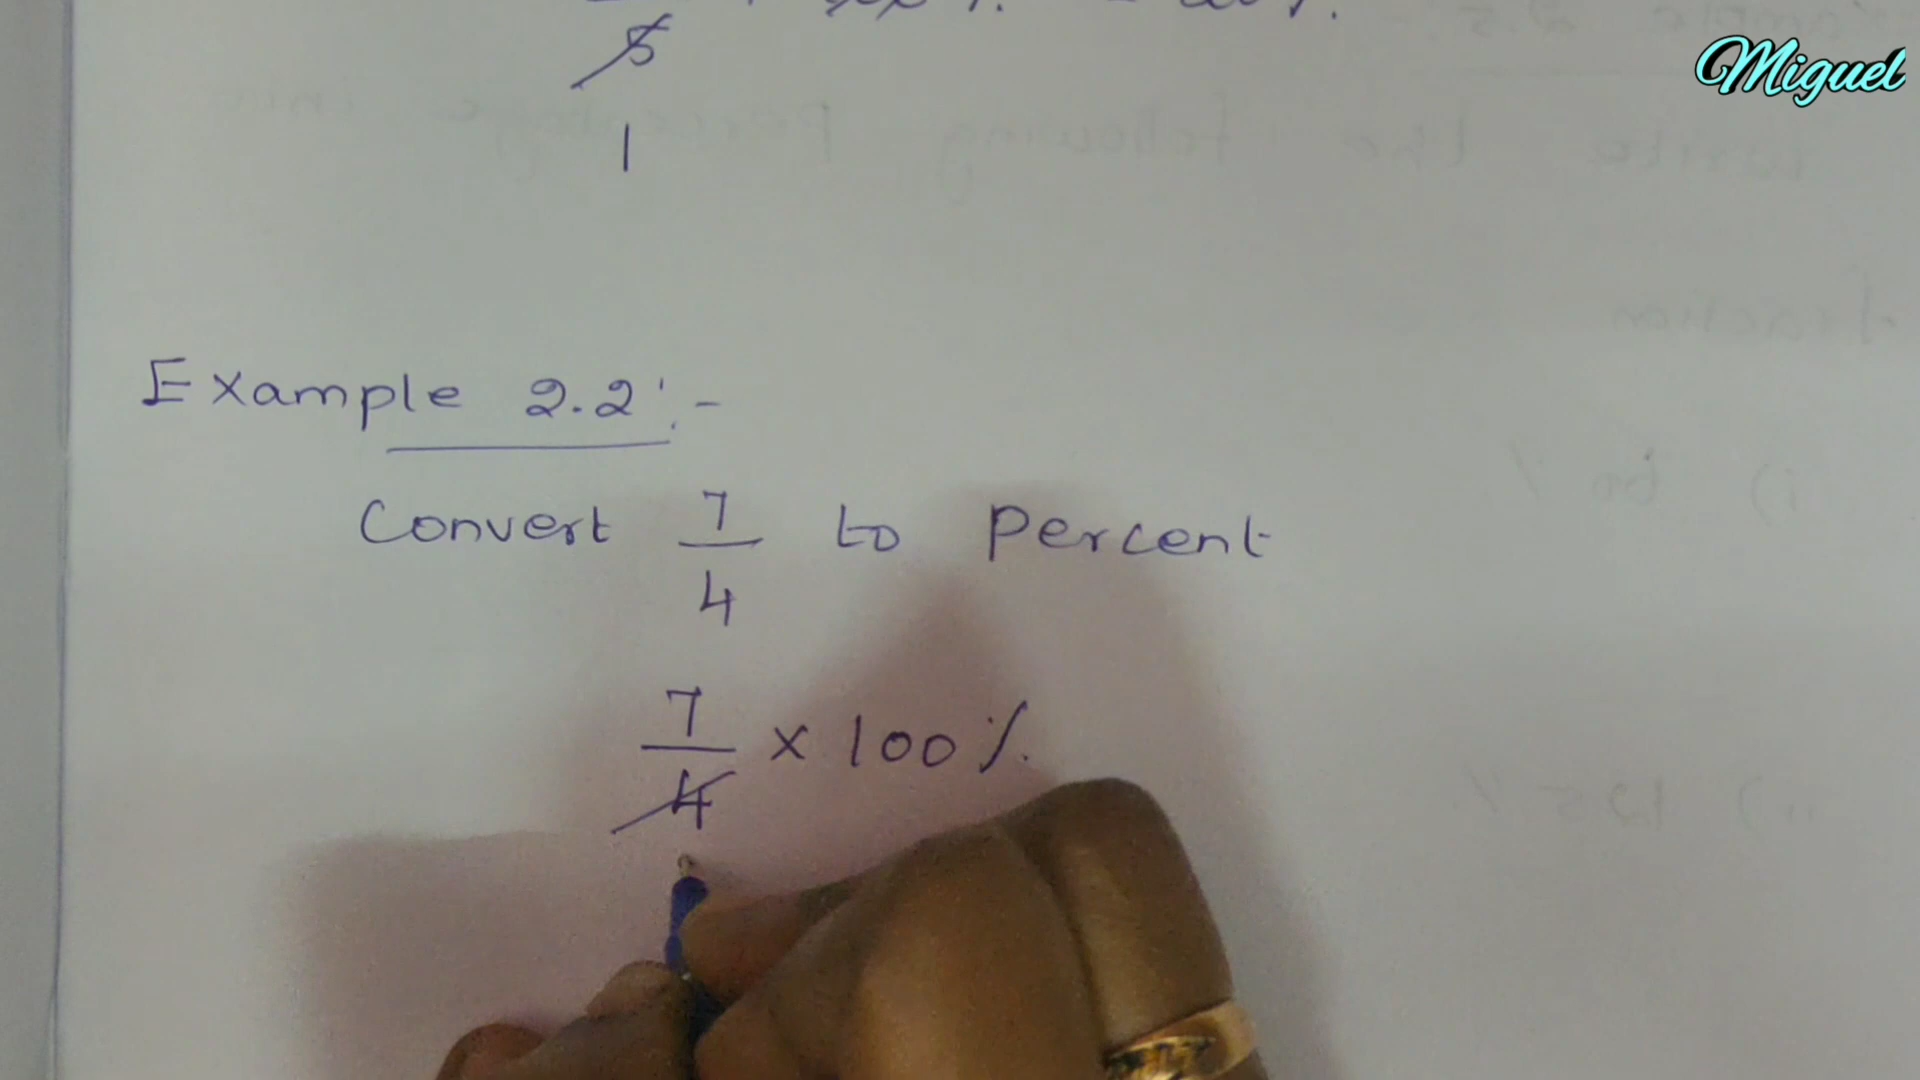 5
1
Miguel
Example 2.2 :-
Convert 7/4 to Percent
7/4 × 100 %